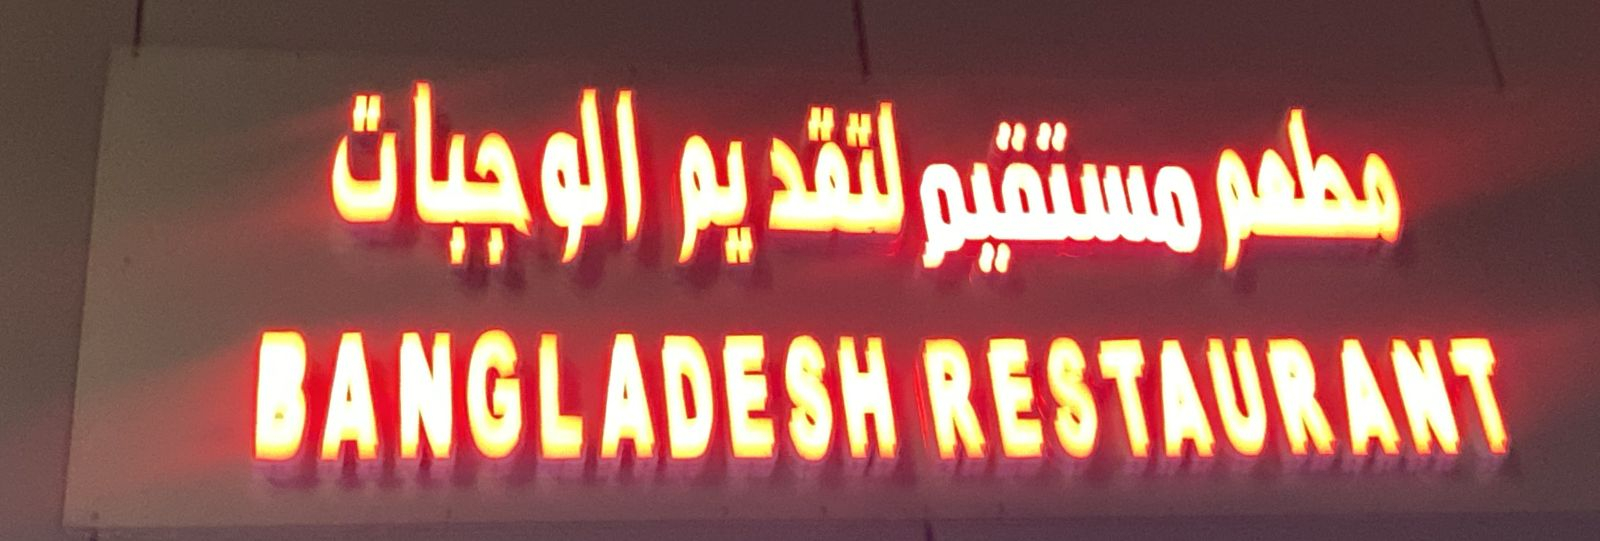 مطعم مستقيم لتقديم الوجبات
BANGLADESH RESTAURANT